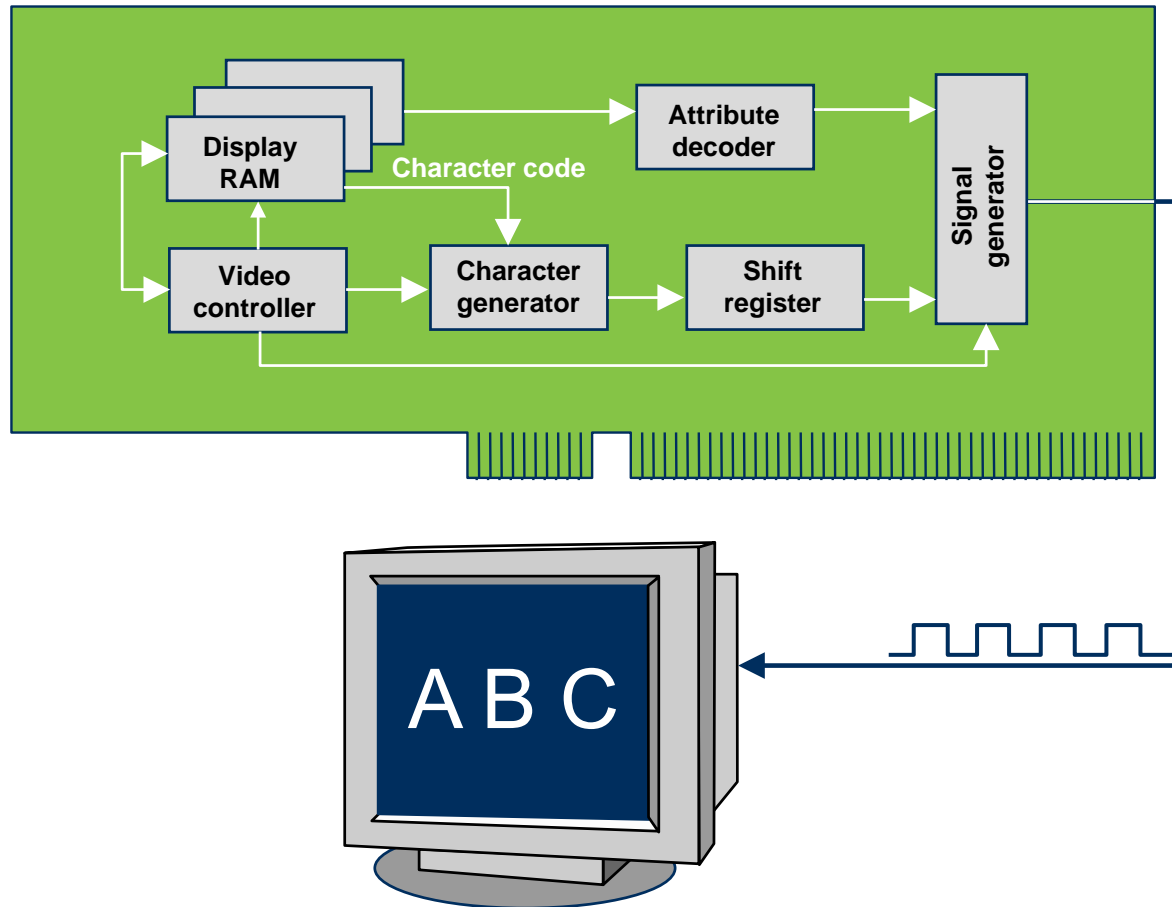 Display
RAM
Attribute
decoder
Character code
Signal
generator
Video
controller
Character
generator
Shift
register
A B C